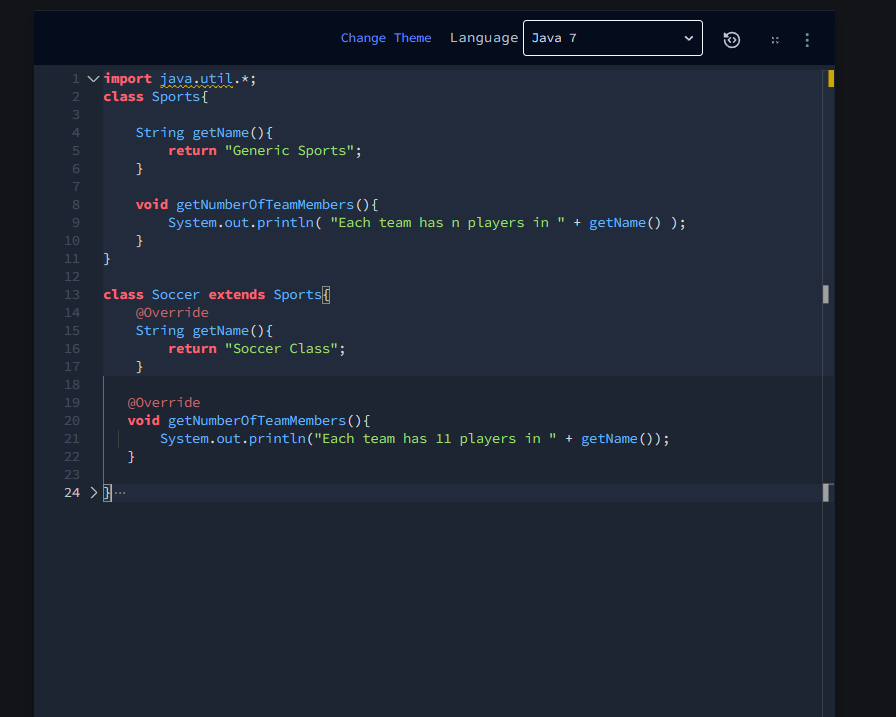 Change Theme Language Java 7
1 import java.util.*;
2 class Sports{
3
4     String getName(){
5         return "Generic Sports";
6     }
7
8     void getNumberOfTeamMembers(){
9         System.out.println( "Each team has n players in " + getName() );
10     }
11 }
12
13 class Soccer extends Sports{
14     @Override
15     String getName(){
16         return "Soccer Class";
17     }
18
19    @Override
20    void getNumberOfTeamMembers(){
21        System.out.println("Each team has 11 players in " + getName());
22    }
23
24 }···